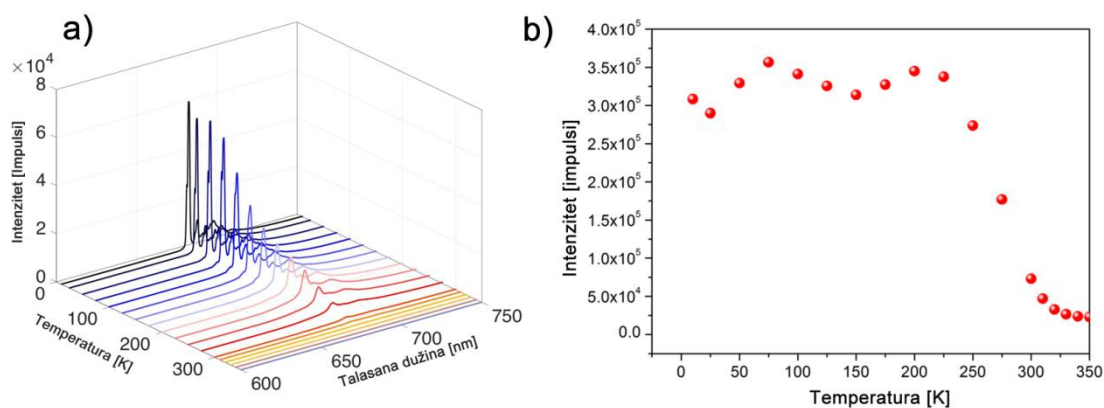 a)
×10⁴
8
6
4
2
0
Intenzitet [Impulsi]
0
100
200
300
Temperatura [K]
600
650
700
750
Talasana dužina [nm]
b)
4.0x10⁵
3.5x10⁵
3.0x10⁵
2.5x10⁵
2.0x10⁵
1.5x10⁵
1.0x10⁵
5.0x10⁴
0.0
Intenzitet [impulsi]
0 50 100 150 200 250 300 350
Temperatura [K]